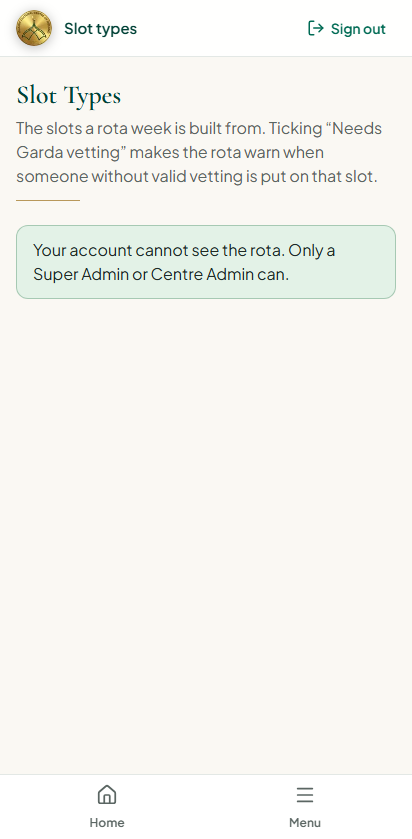 Slot types
Sign out
Slot Types
The slots a rota week is built from. Ticking “Needs
Garda vetting” makes the rota warn when
someone without valid vetting is put on that slot.
Your account cannot see the rota. Only a
Super Admin or Centre Admin can.
Home
Menu